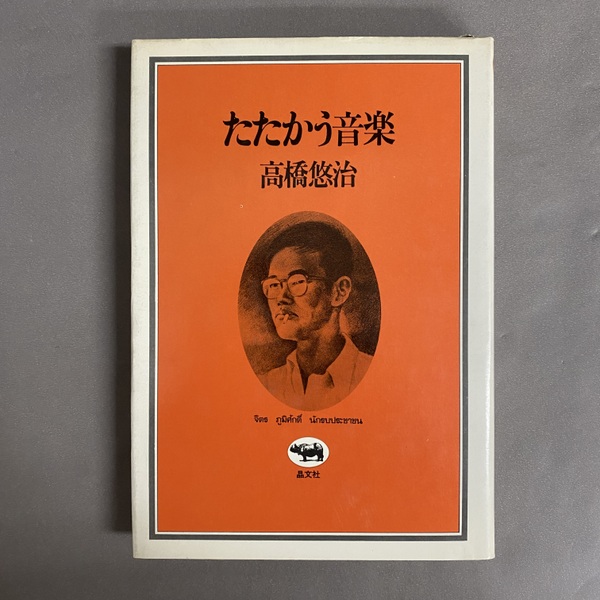 たたかう音楽
高橋悠治
จิตร ภูมิศักดิ์ นักรบประชาชน
晶文社